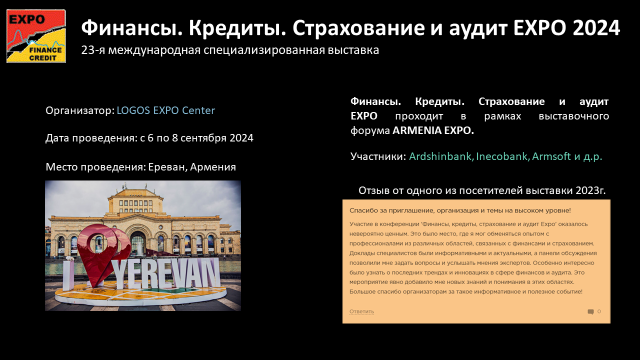 EXPO
FINANCE
CREDIT
Финансы. Кредиты. Страхование и аудит EXPO 2024
23-я международная специализированная выставка
Организатор: LOGOS EXPO Center
Дата проведения: с 6 по 8 сентября 2024
Место проведения: Ереван, Армения
I YEREVAN
Финансы. Кредиты. Страхование и аудит
EXPO проходит в рамках выставочного
форума ARMENIA EXPO.
Участники: Ardshinbank, Inecobank, Armsoft и д.р.
Отзыв от одного из посетителей выставки 2023г.
Спасибо за приглашение, организация и темы на высоком уровне!
Участие в конференции "Финансы, кредиты, страхование и аудит Expo" оказалось
невероятно ценным. Это было место, где я мог обменяться опытом с
профессионалами из различных областей, связанных с финансами и страхованием.
Доклады специалистов были информативными и актуальными, а панели обсуждения
позволили мне задать вопросы и услышать мнения экспертов. Особенно интересно
было узнать о последних трендах и инновациях в сфере финансов и аудита. Это
мероприятие явно добавило мне новых знаний и понимания в этих областях.
Большое спасибо организаторам за такое информативное и полезное событие!
Ответить
0